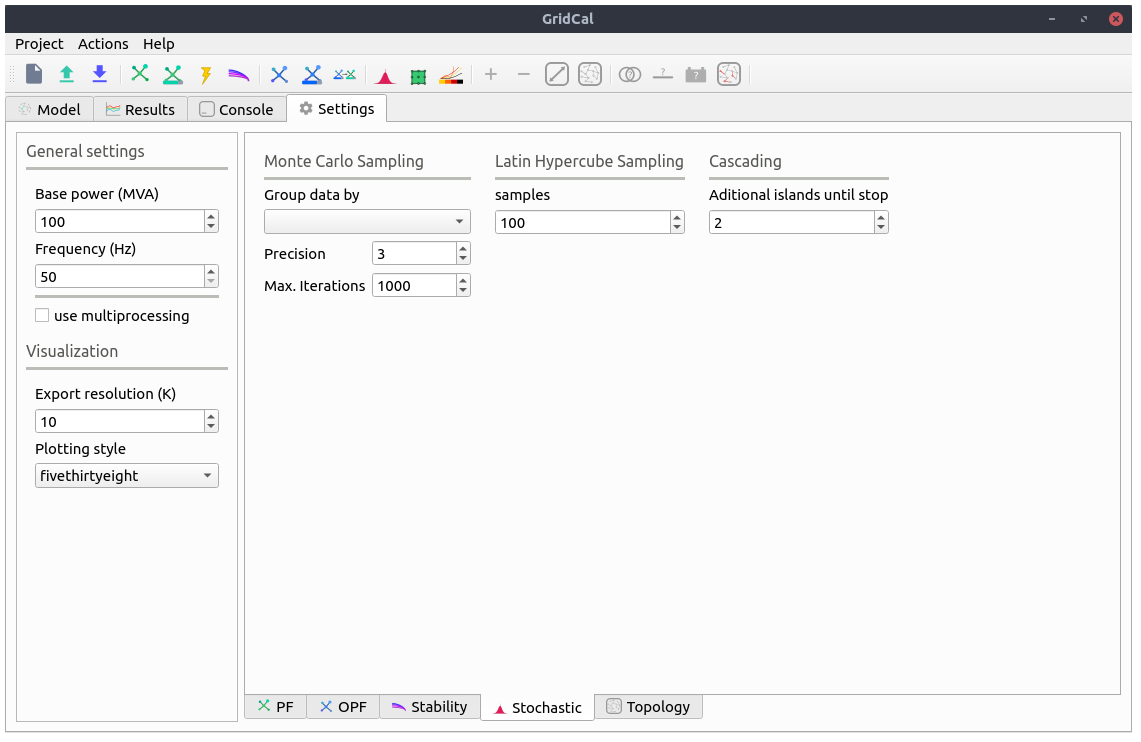 GridCal
Project Actions Help
Model Results Console Settings
General settings
Base power (MVA)
100
Frequency (Hz)
50
use multiprocessing
Visualization
Export resolution (K)
10
Plotting style
fivethirtyeight
Monte Carlo Sampling
Group data by
Precision 3
Max. Iterations 1000
Latin Hypercube Sampling
samples
100
Cascading
Aditional islands until stop
2
PF OPF Stability Stochastic Topology